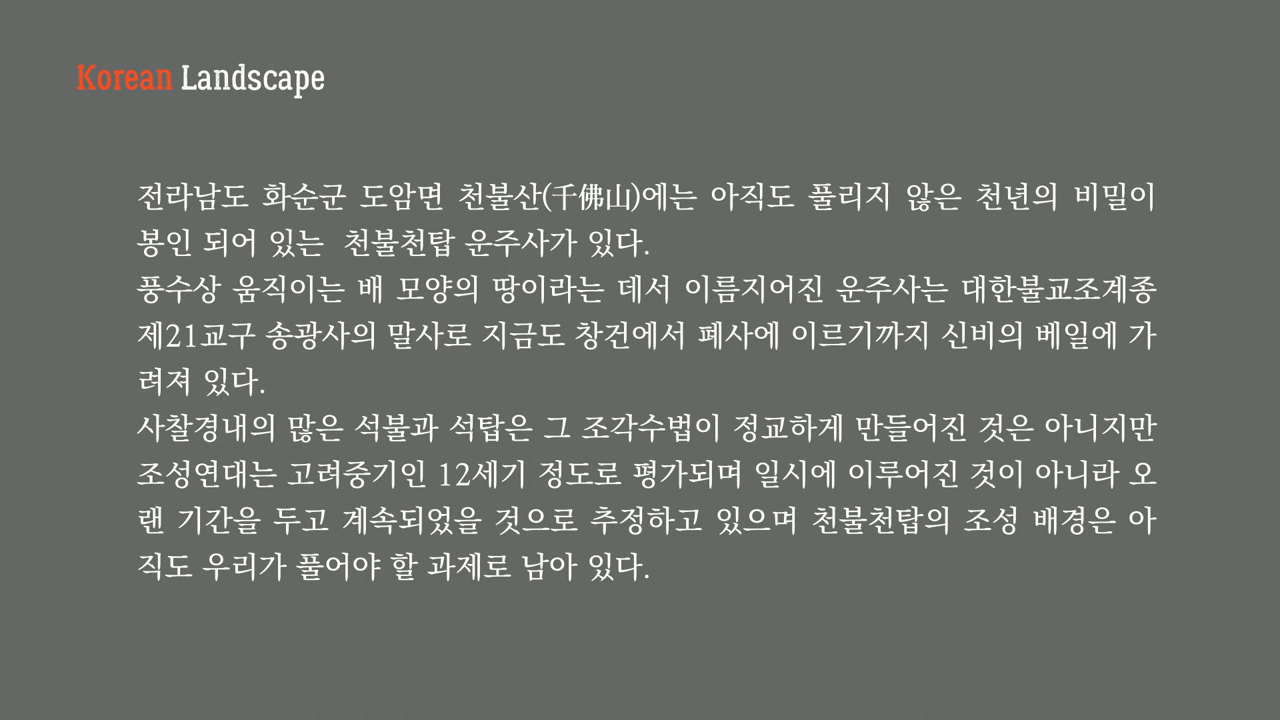 Korean Landscape
전라남도 화순군 도암면 천불산(千佛山)에는 아직도 풀리지 않은 천년의 비밀이
봉인 되어 있는 천불천탑 운주사가 있다.
풍수상 움직이는 배 모양의 땅이라는 데서 이름지어진 운주사는 대한불교조계종
제21교구 송광사의 말사로 지금도 창건에서 폐사에 이르기까지 신비의 베일에 가
려져 있다.
사찰경내의 많은 석불과 석탑은 그 조각수법이 정교하게 만들어진 것은 아니지만
조성연대는 고려중기인 12세기 정도로 평가되며 일시에 이루어진 것이 아니라 오
랜 기간을 두고 계속되었을 것으로 추정하고 있으며 천불천탑의 조성 배경은 아
직도 우리가 풀어야 할 과제로 남아 있다.